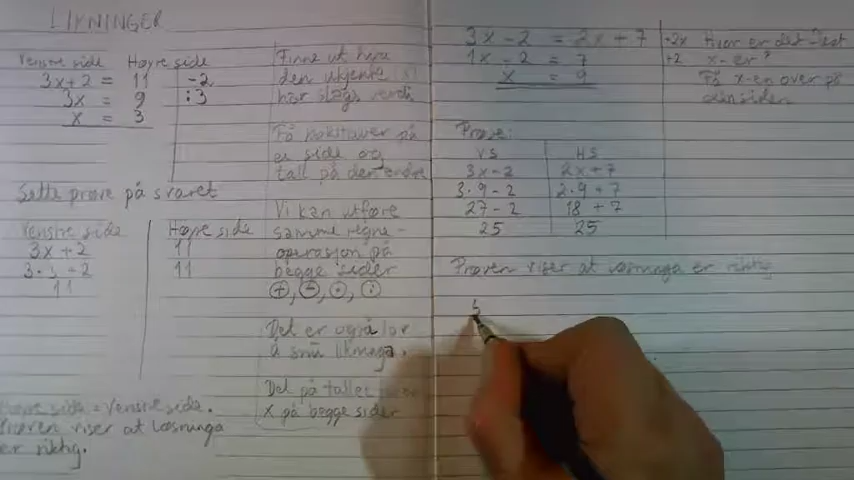 LIKNINGER
Venstre side Høyre side
3x+2 = 11 -2
3x = 9 :3
x = 3
Sette prøve på svaret
Venstre side Høyre side
3x+2 11
3·3+2 11
11
Høyre side = Venstre side.
Prøven viser at løsninga
er riktig.
Finne ut hva
den ukjente
har slags verdi
Få bokstaver på
ei side og
tall på den andre
Vi kan utføre
samme regne-
operasjon på
begge sider
+, -, ·, :
Det er også lov
å snu likninga.
Del på tallet
x på begge sider
3x-2 = 2x+7 -2x
1x-2 = 7 +2
x = 9
Hvor er det flest
x-er?
Få x-en over på
den siden
Prøve:
VS HS
3x-2 2x+7
3·9-2 2·9+7
27-2 18+7
25 25
Prøven viser at løsninga er riktig
5